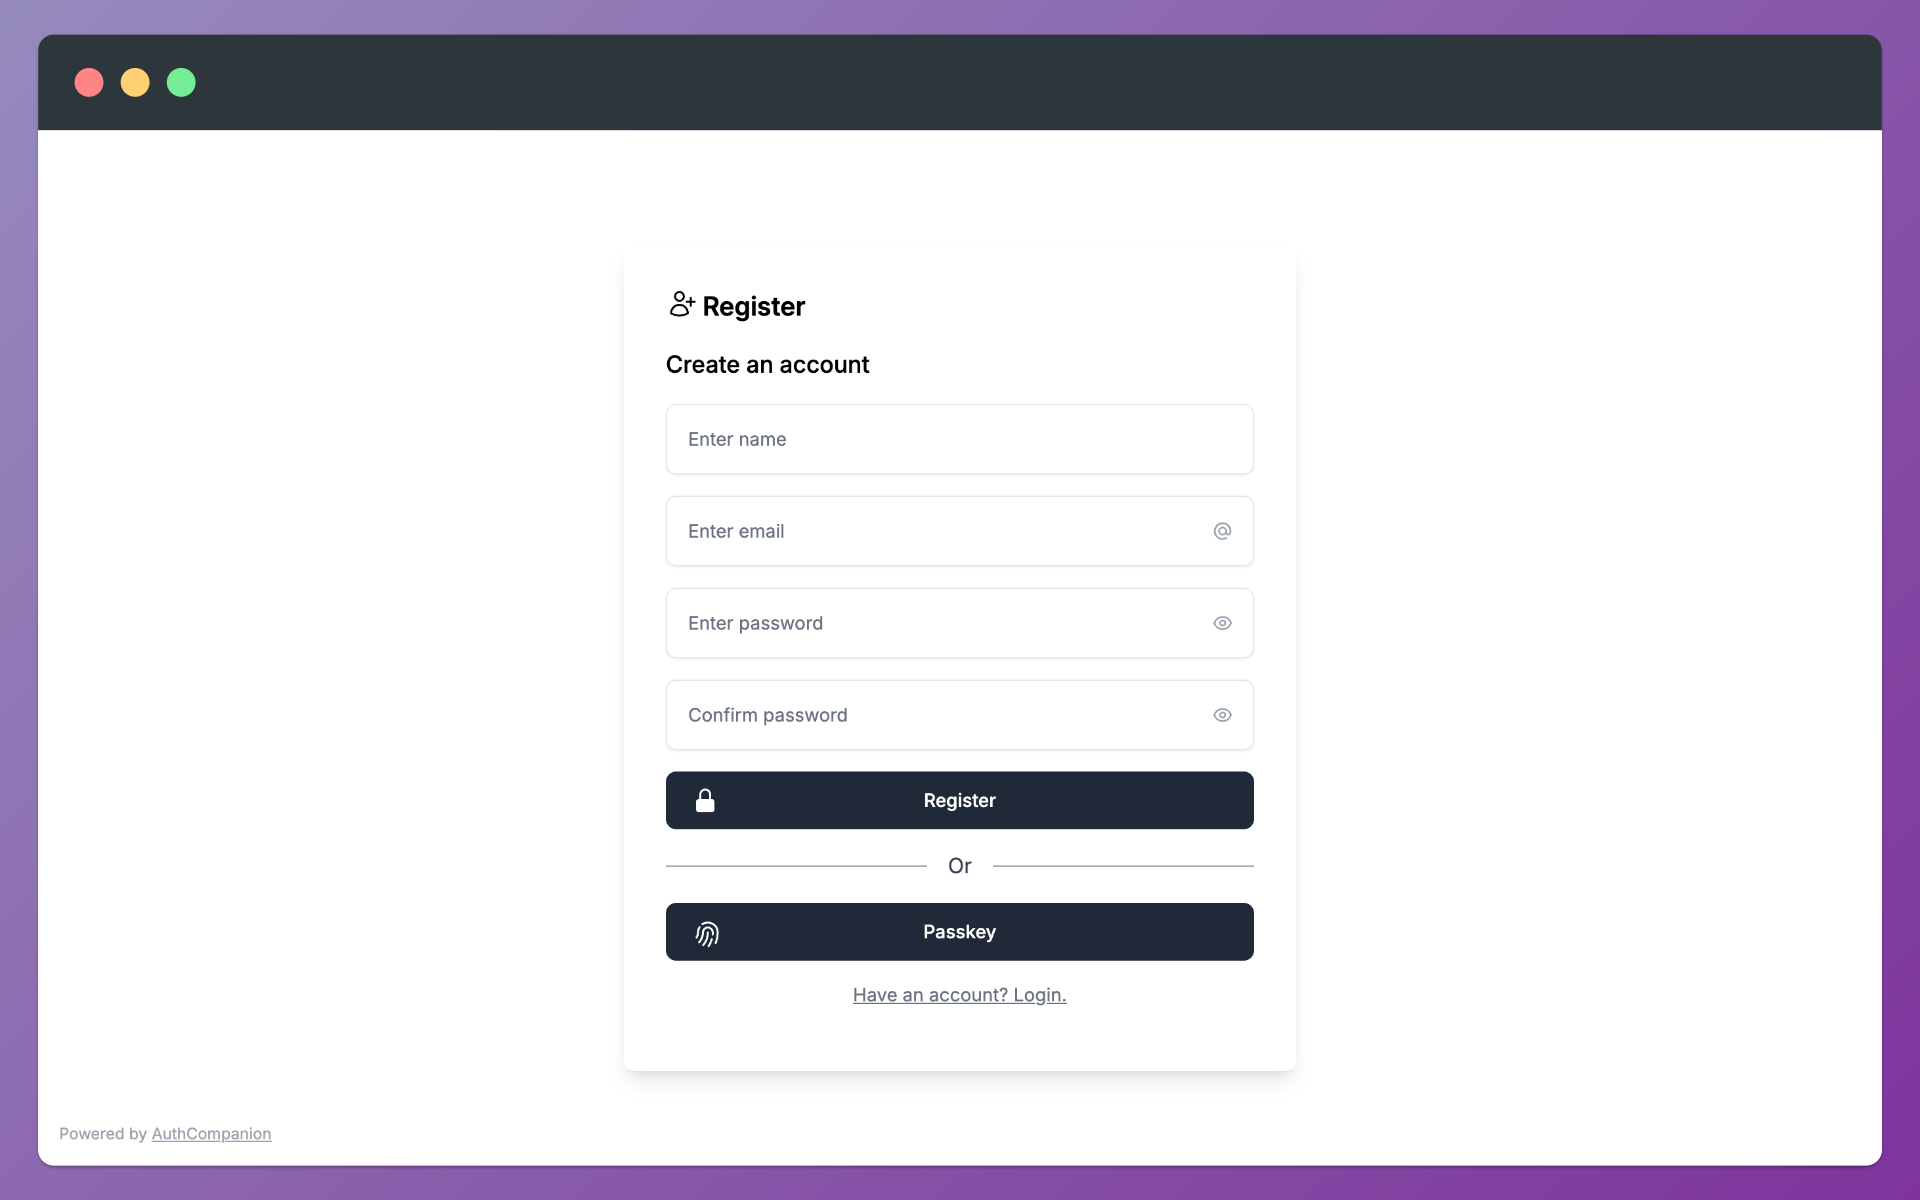 Register
Create an account
Enter name
Enter email
Enter password
Confirm password
Register
Or
Passkey
Have an account? Login.
Powered by AuthCompanion